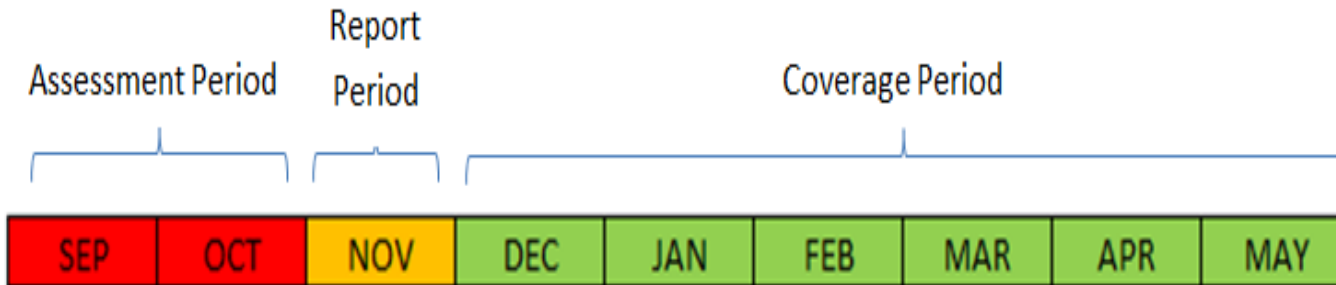 Assessment Period
Report
Period
Coverage Period
SEP OCT NOV DEC JAN FEB MAR APR MAY